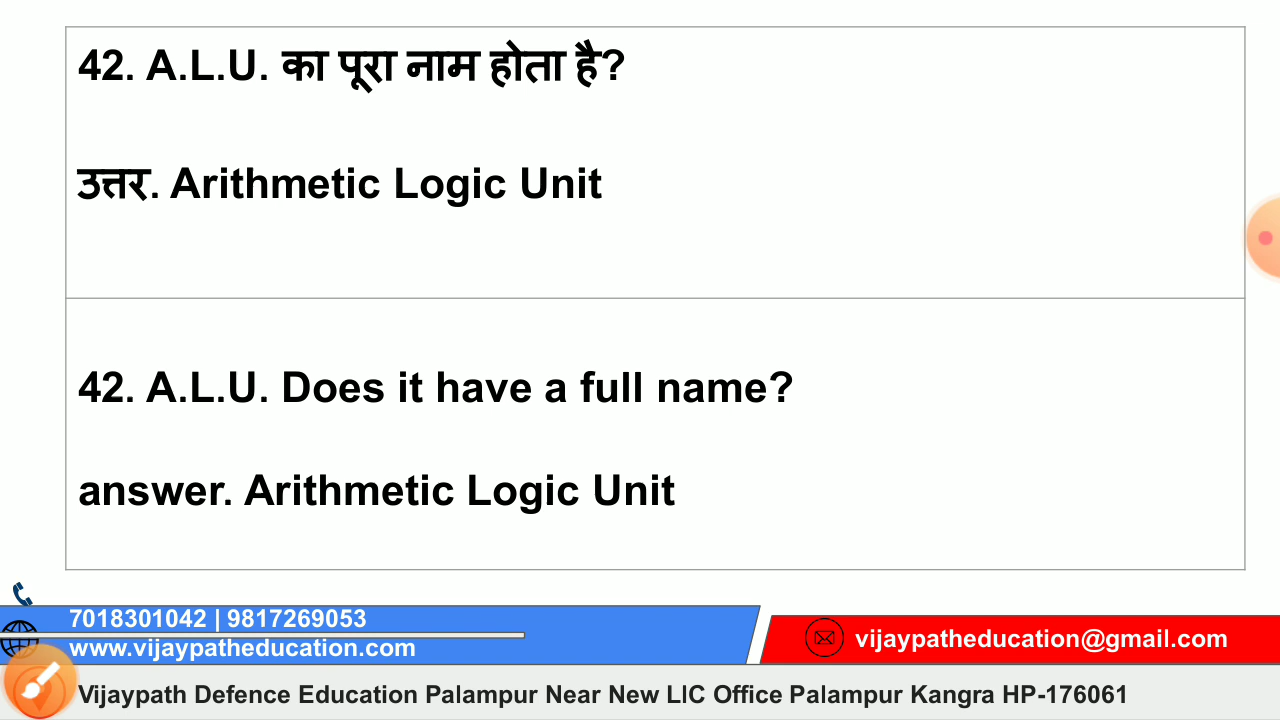 42. A.L.U. का पूरा नाम होता है?
उत्तर. Arithmetic Logic Unit
42. A.L.U. Does it have a full name?
answer. Arithmetic Logic Unit
7018301042 | 9817269053
www.vijaypatheducation.com
vijaypatheducation@gmail.com
Vijaypath Defence Education Palampur Near New LIC Office Palampur Kangra HP-176061